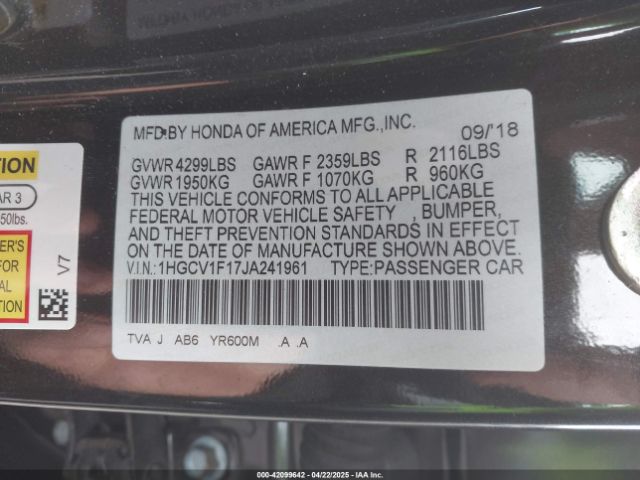 MFD.BY HONDA OF AMERICA MFG.,INC. 09/'18
GVWR 4299LBS GAWR F 2359LBS R 2116LBS
GVWR 1950KG GAWR F 1070KG R 960KG
THIS VEHICLE CONFORMS TO ALL APPLICABLE
FEDERAL MOTOR VEHICLE SAFETY , BUMPER,
AND THEFT PREVENTION STANDARDS IN EFFECT
ON THE DATE OF MANUFACTURE SHOWN ABOVE.
V.I.N.:1HGCV1F17JA241961 TYPE:PASSENGER CAR
TVA J AB6 YR600M .A .A
TION
AR 3
50lbs.
ER'S
FOR
AL
TION
V7
000-42099642 | 04/22/2025 | IAA Inc.